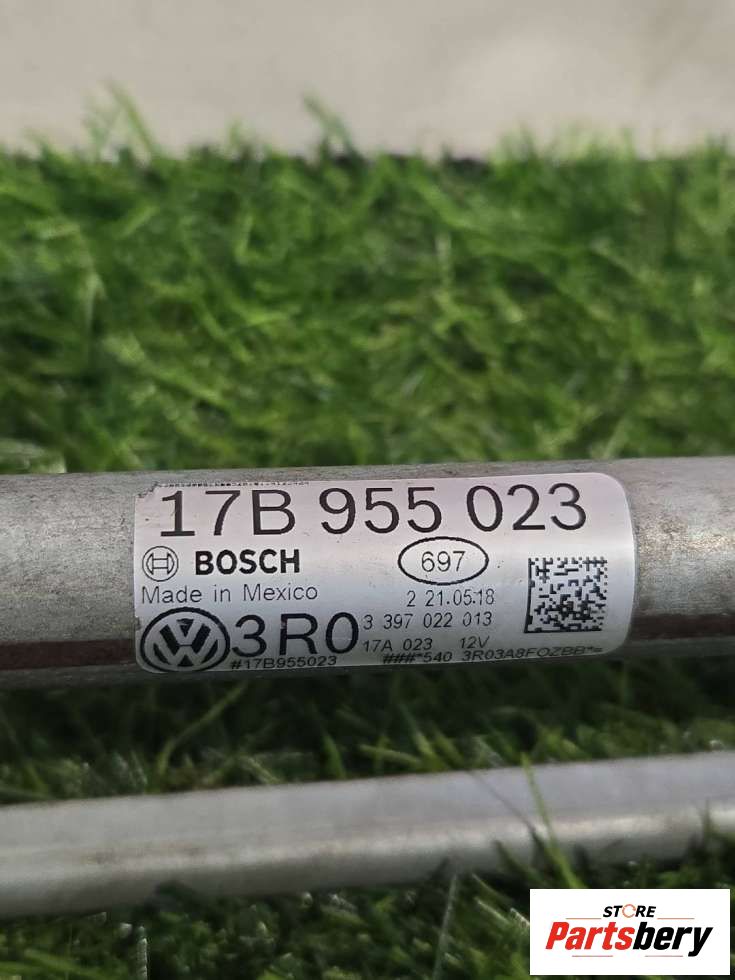 17B 955 023
BOSCH 697
Made in Mexico 2 21.05.18
3R0 3 397 022 013
17A 023 12V
#17B955023 ###*540 3R03A8FOZBB*=
STORE
Partsbery